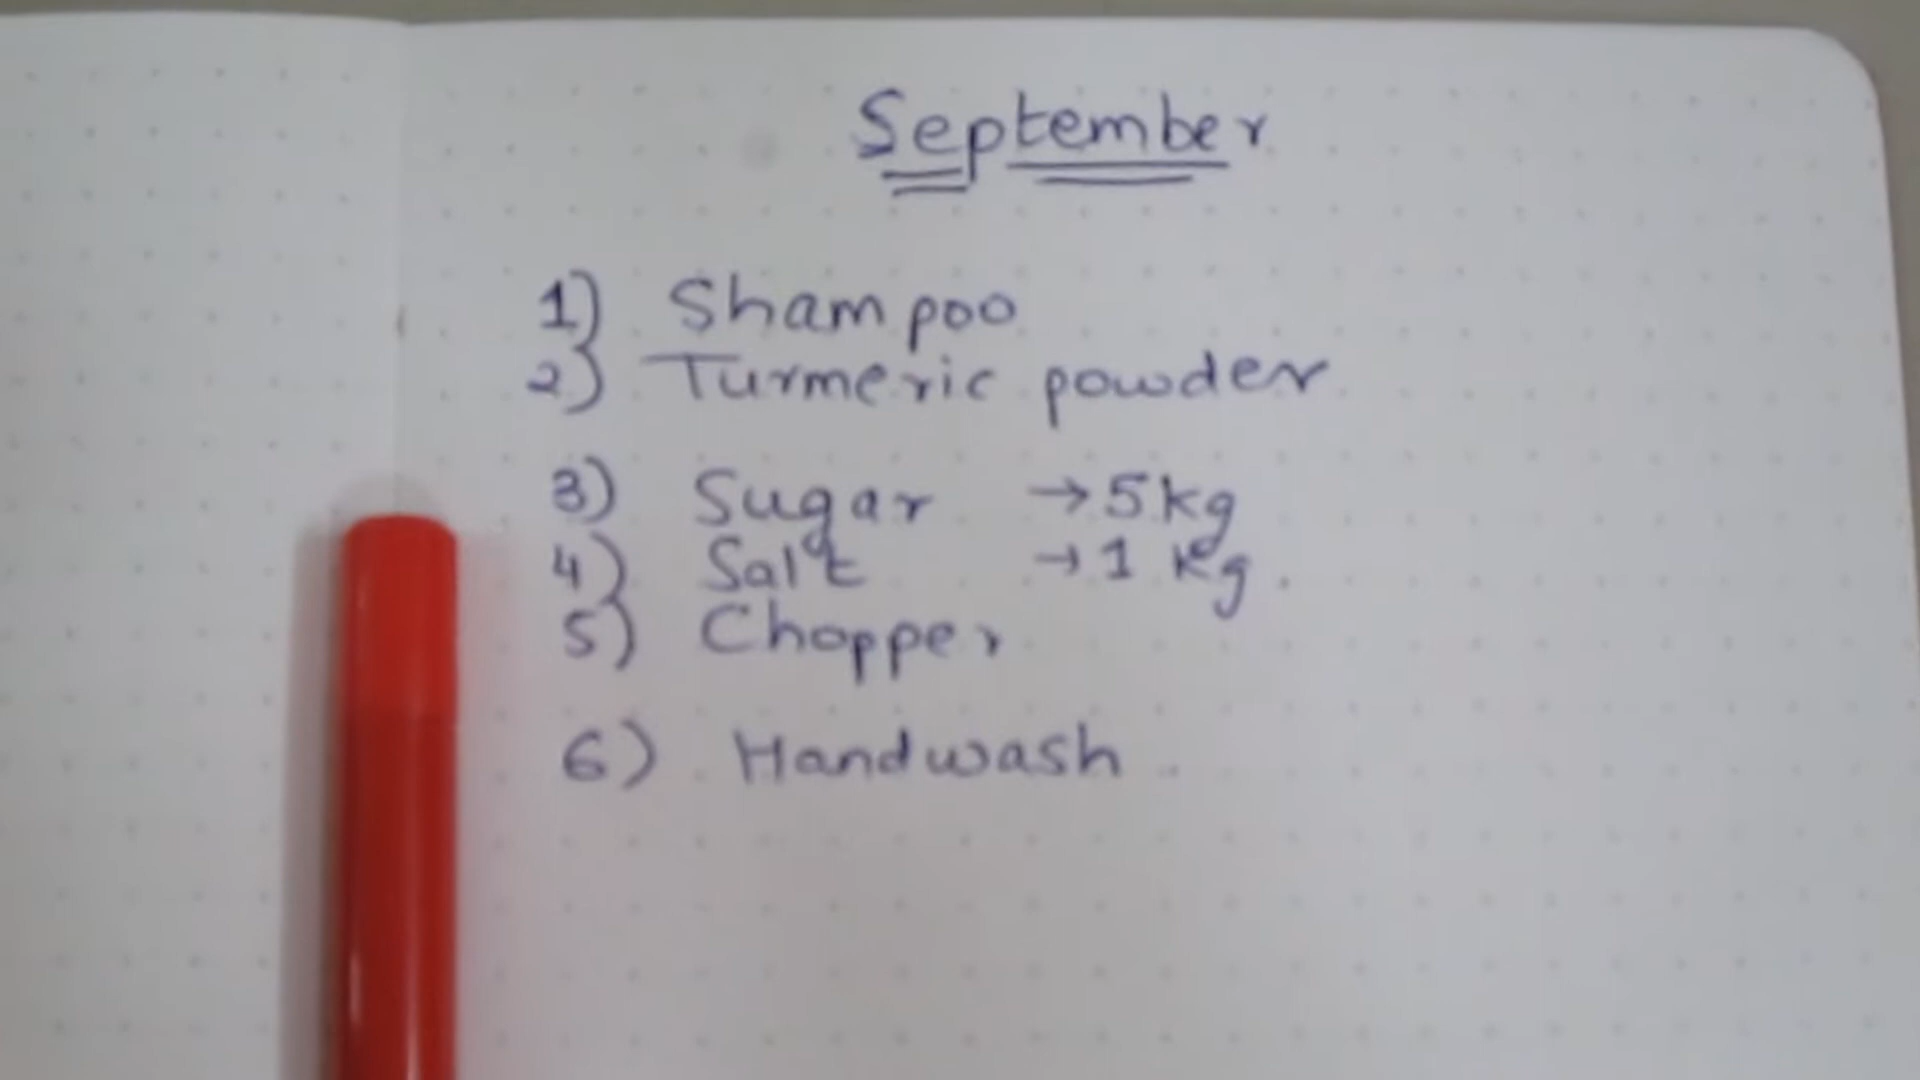 September
1) Shampoo
2) Turmeric powder
3) Sugar → 5kg
4) Salt → 1 kg.
5) Chopper
6) Handwash